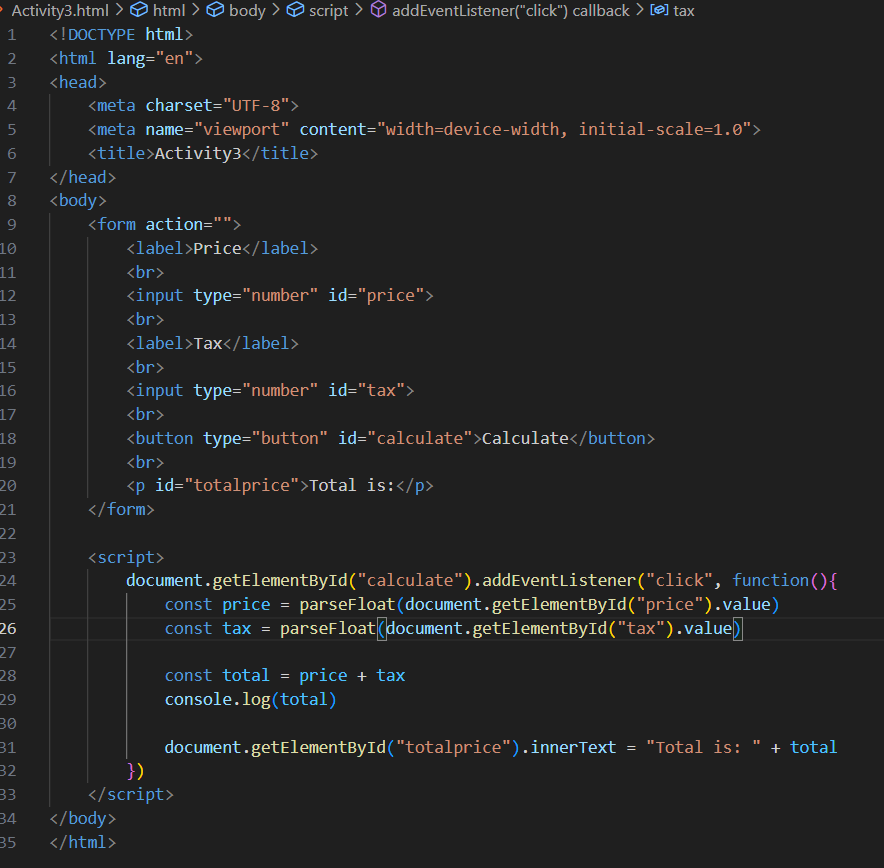 Activity3.html > html > body > script > addEventListener("click") callback > tax
1 <!DOCTYPE html>
2 <html lang="en">
3 <head>
4     <meta charset="UTF-8">
5     <meta name="viewport" content="width=device-width, initial-scale=1.0">
6     <title>Activity3</title>
7 </head>
8 <body>
9     <form action="">
10         <label>Price</label>
11         <br>
12         <input type="number" id="price">
13         <br>
14         <label>Tax</label>
15         <br>
16         <input type="number" id="tax">
17         <br>
18         <button type="button" id="calculate">Calculate</button>
19         <br>
20         <p id="totalprice">Total is:</p>
21     </form>
22
23     <script>
24         document.getElementById("calculate").addEventListener("click", function(){
25             const price = parseFloat(document.getElementById("price").value)
26             const tax = parseFloat(document.getElementById("tax").value)
27
28             const total = price + tax
29             console.log(total)
30
31             document.getElementById("totalprice").innerText = "Total is: " + total
32         })
33     </script>
34 </body>
35 </html>